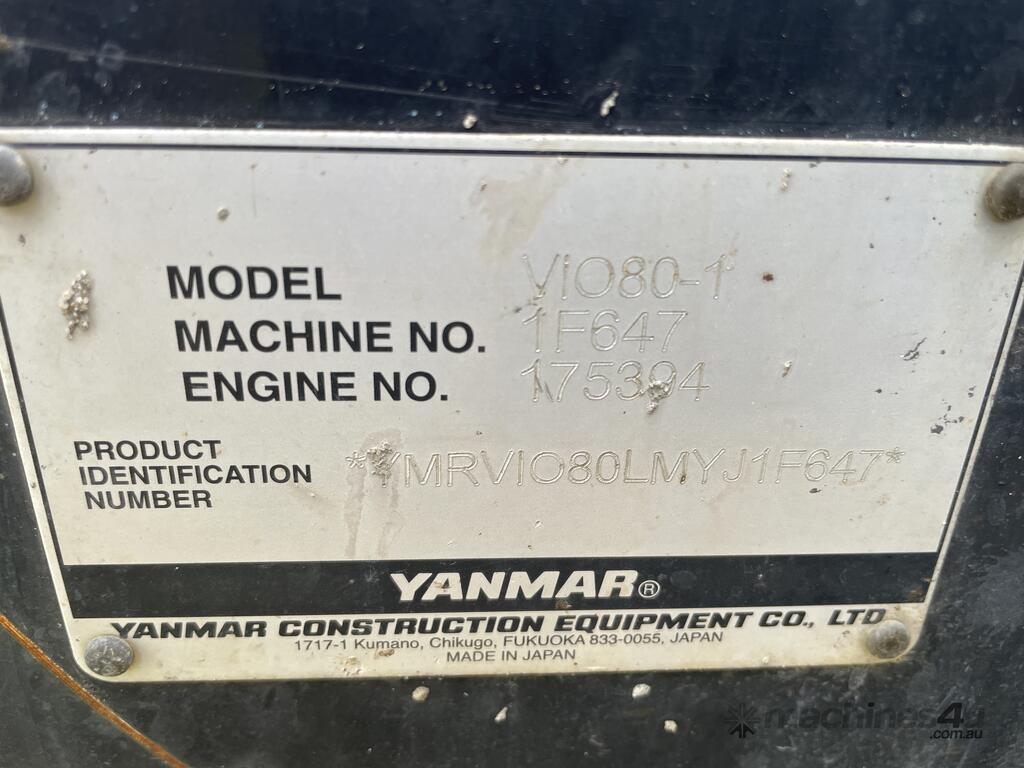 MODEL VIO80-1
MACHINE NO. 1F647
ENGINE NO. 175394
PRODUCT
IDENTIFICATION
NUMBER
*YMRVIO80LMYJ1F647*
YANMAR®
YANMAR CONSTRUCTION EQUIPMENT CO., LTD
1717-1 Kumano, Chikugo, FUKUOKA 833-0055, JAPAN
MADE IN JAPAN
machines4u
.com.au